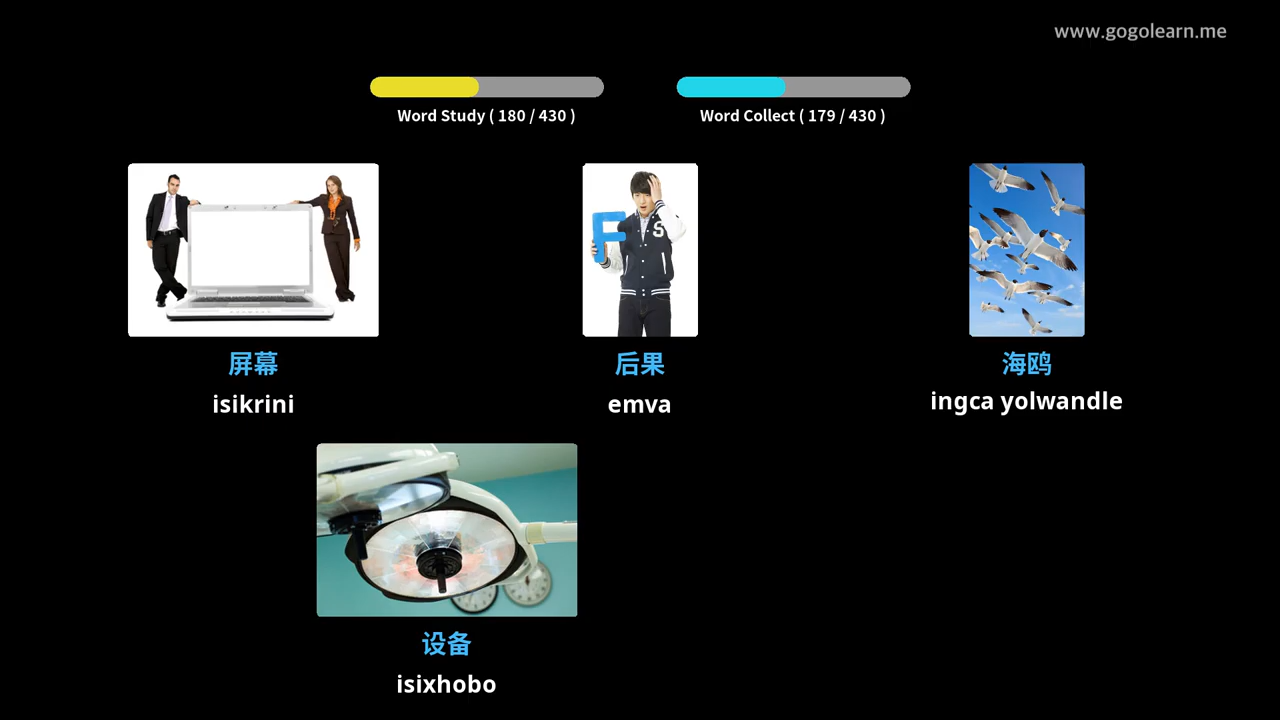 www.gogolearn.me
Word Study ( 180 / 430 )
Word Collect ( 179 / 430 )
F
S
屏幕
isikrini
后果
emva
海鸥
ingca yolwandle
设备
isixhobo